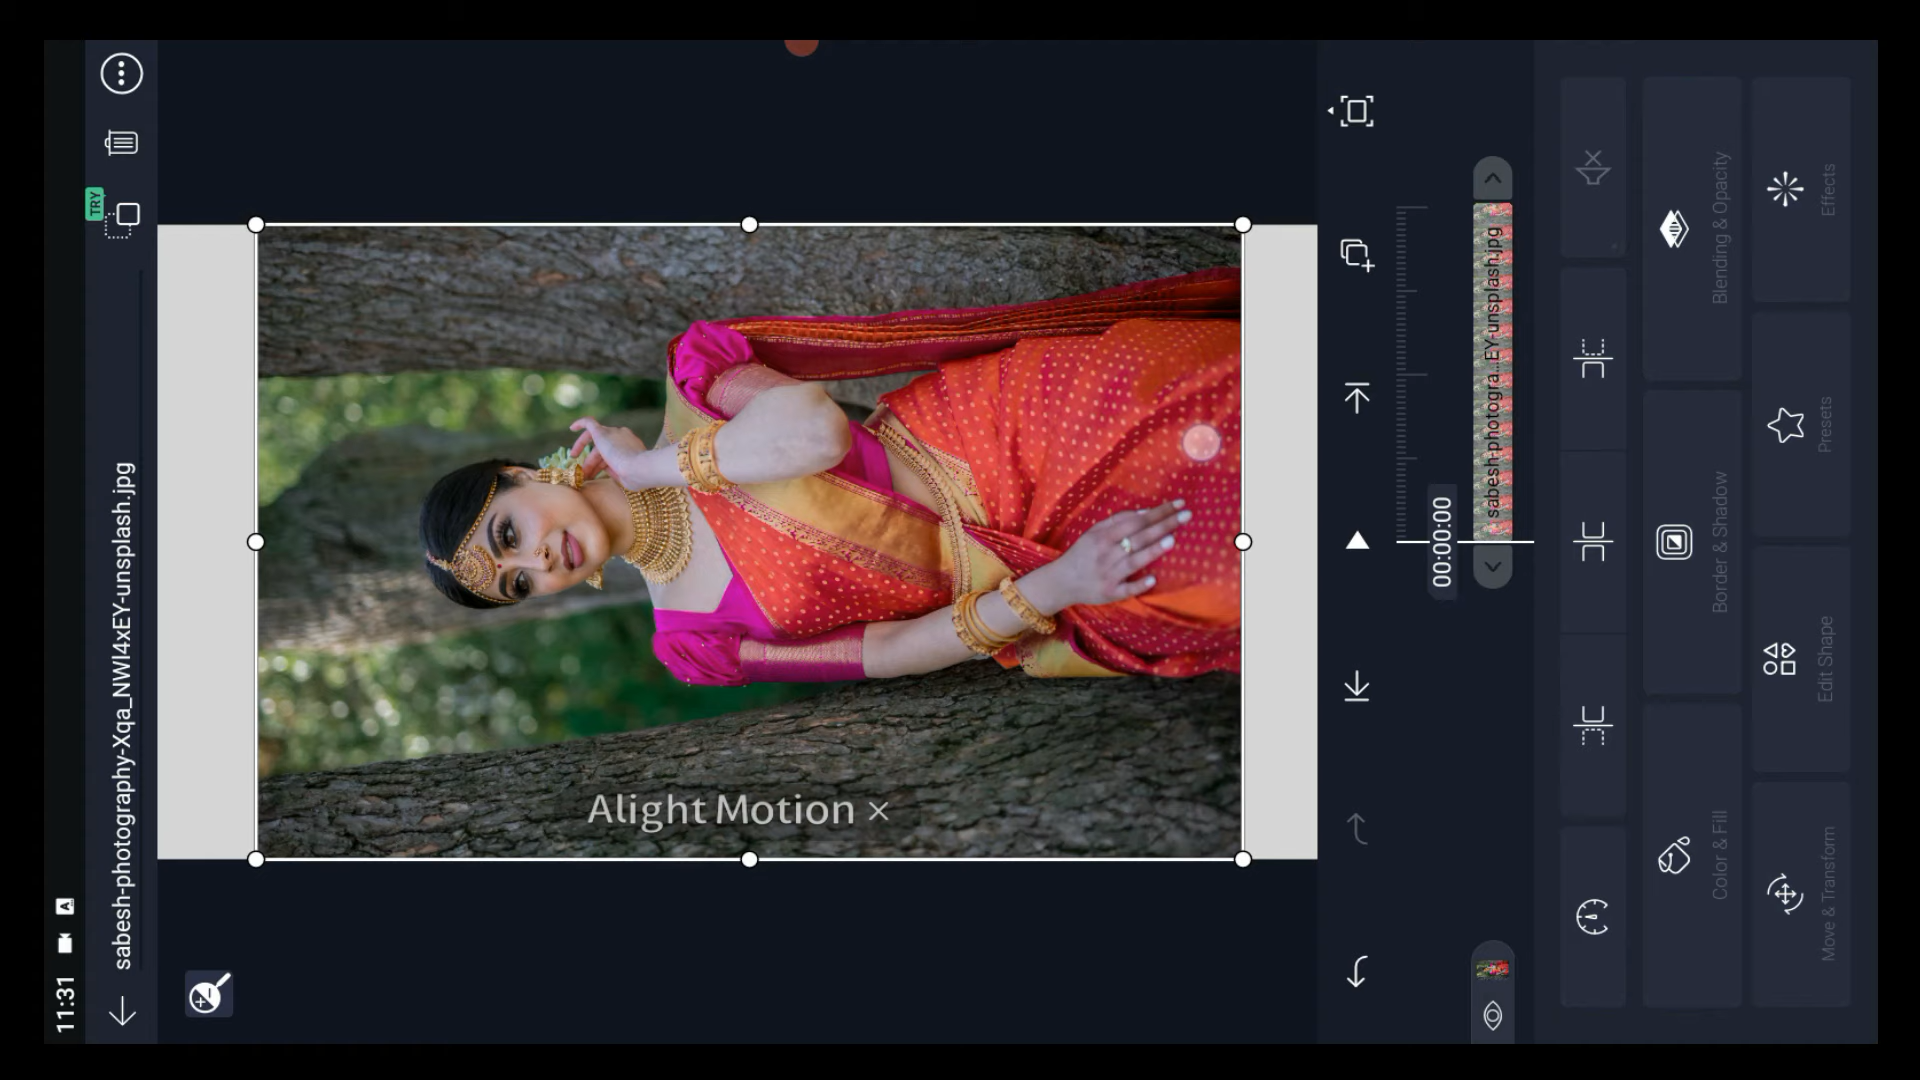 11:31
A
sabesh-photography-Xqa_NWI4xEY-unsplash.jpg
TRY
Alight Motion ×
00:00:00
sabesh-photogra...EY-unsplash.jpg
Color & Fill
Border & Shadow
Blending & Opacity
Move & Transform
Edit Shape
Presets
Effects